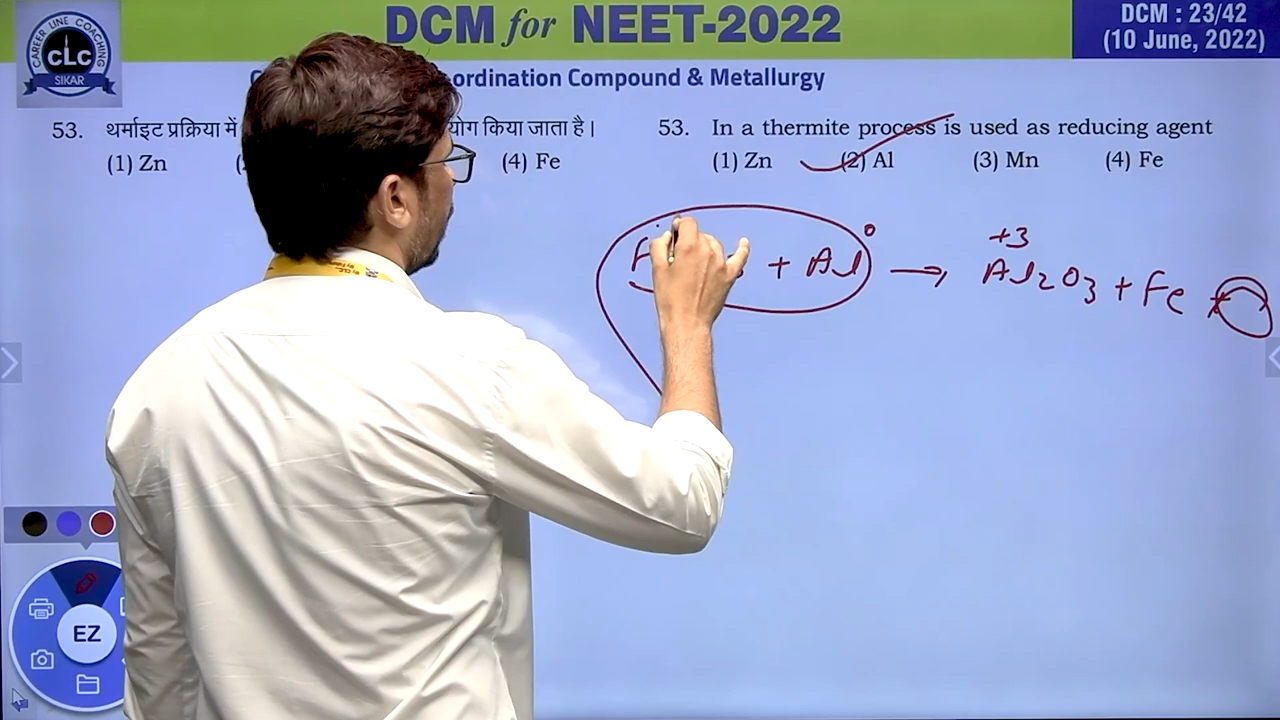 DCM for NEET-2022
DCM : 23/42
(10 June, 2022)
CAREER LINE COACHING
CLC
SIKAR
ordination Compound & Metallurgy
53. थर्माइट प्रक्रिया में
योग किया जाता है।
(1) Zn
(4) Fe
53. In a thermite process is used as reducing agent
(1) Zn (2) Al (3) Mn (4) Fe
+ Al → Al2O3 + Fe +
0
+3
EZ